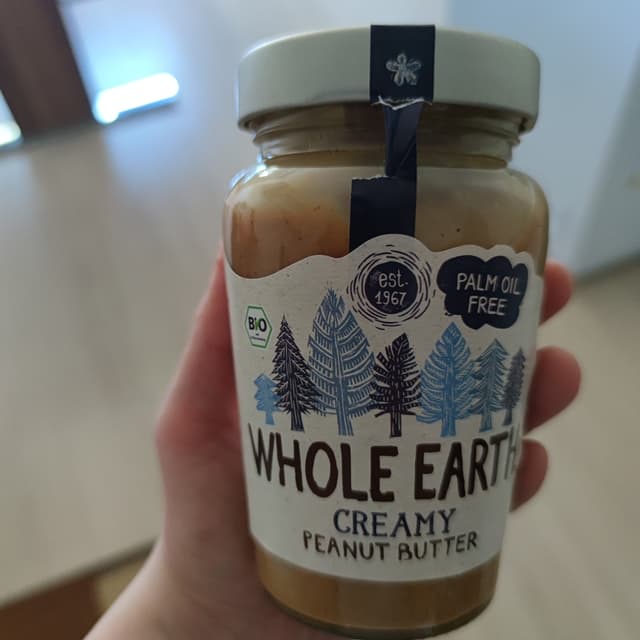 est.
1967
PALM OIL
FREE
BIO
WHOLE EARTH
CREAMY
PEANUT BUTTER